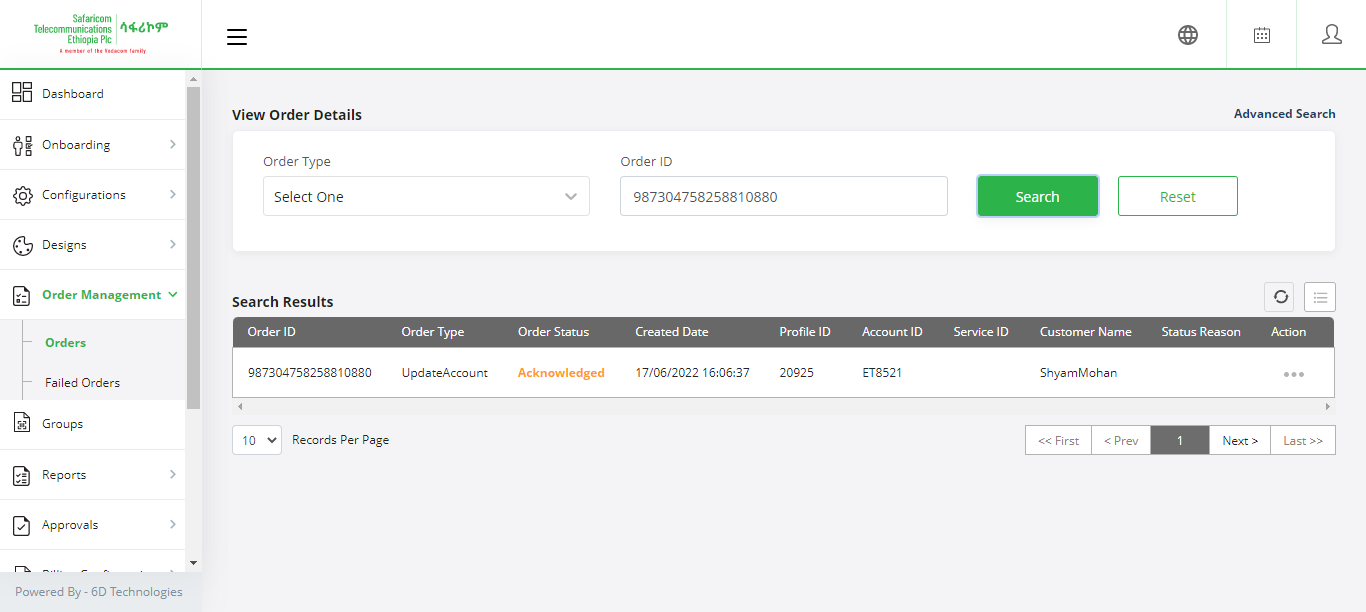 Safaricom
Telecommunications
Ethiopia Plc
ሳፋሪኮም
A member of the Vodacom family
Dashboard
Onboarding
Configurations
Designs
Order Management
Orders
Failed Orders
Groups
Reports
Approvals
Powered By - 6D Technologies
View Order Details
Advanced Search
Order Type
Order ID
Select One
987304758258810880
Search
Reset
Search Results
Order ID Order Type Order Status Created Date Profile ID Account ID Service ID Customer Name Status Reason Action
987304758258810880 UpdateAccount Acknowledged 17/06/2022 16:06:37 20925 ET8521 ShyamMohan
10 Records Per Page
<< First < Prev 1 Next > Last >>